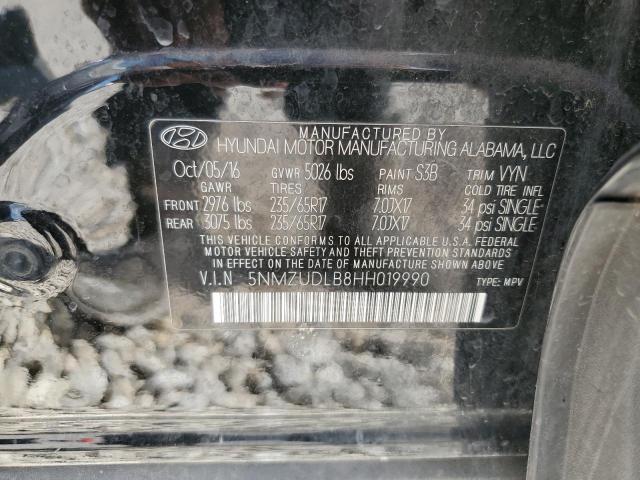 MANUFACTURED BY
HYUNDAI MOTOR MANUFACTURING ALABAMA, LLC
Oct/05/16 GVWR 5026 lbs PAINT S3B TRIM VYN
GAWR TIRES RIMS COLD TIRE INFL
FRONT 2976 lbs 235/65R17 7.0JX17 34 psi SINGLE
REAR 3075 lbs 235/65R17 7.0JX17 34 psi SINGLE
THIS VEHICLE CONFORMS TO ALL APPLICABLE U.S.A. FEDERAL
MOTOR VEHICLE SAFETY AND THEFT PREVENTION STANDARDS
IN EFFECT ON THE DATE OF MANUFACTURE SHOWN ABOVE.
V.I.N 5NMZUDLB8HH019990 TYPE: MPV